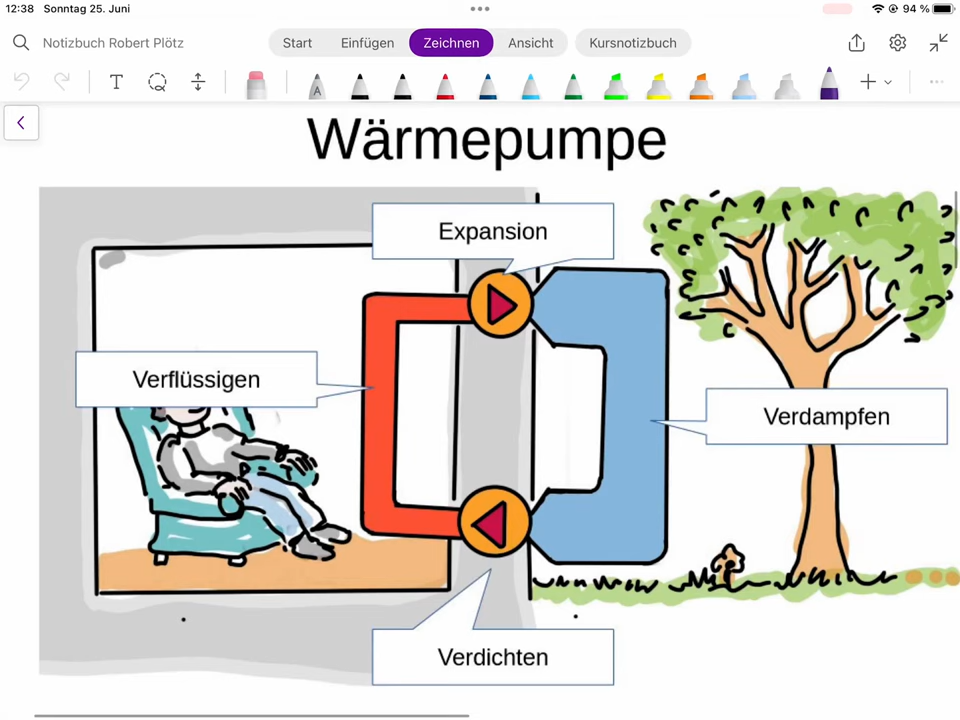 12:38 Sonntag 25. Juni
94 %
Notizbuch Robert Plötz
Start Einfügen Zeichnen Ansicht Kursnotizbuch
T
A
Wärmepumpe
Expansion
Verflüssigen
Verdampfen
Verdichten